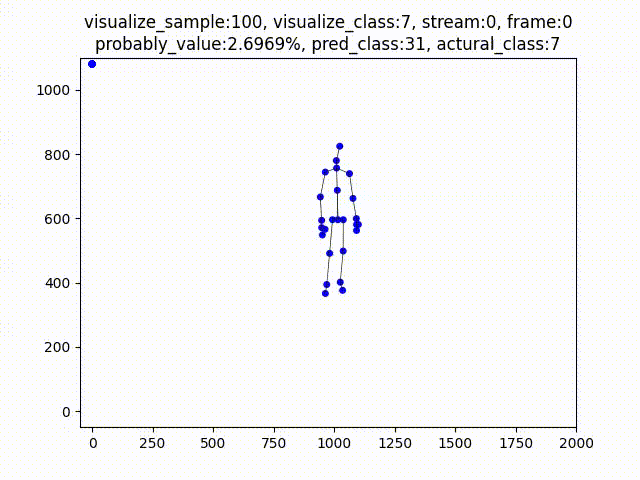 visualize_sample:100, visualize_class:7, stream:0, frame:0
probably_value:2.6969%, pred_class:31, actural_class:7
1000
800
600
400
200
0
0 250 500 750 1000 1250 1500 1750 2000